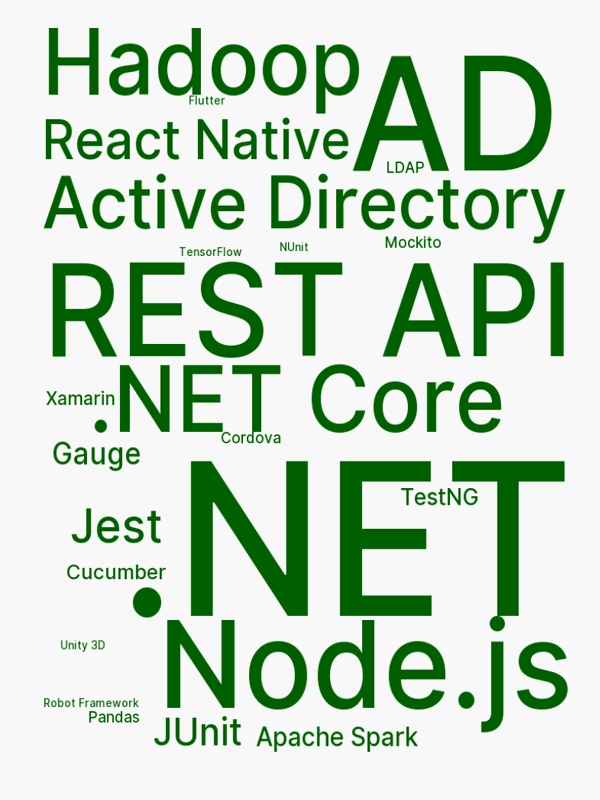 Hadoop
AD
Flutter
React Native
LDAP
Active Directory
TensorFlow
NUnit
Mockito
REST API
Xamarin
.NET Core
Cordova
Gauge
.NET
TestNG
Jest
Cucumber
Node.js
Unity 3D
Robot Framework
Pandas
JUnit
Apache Spark